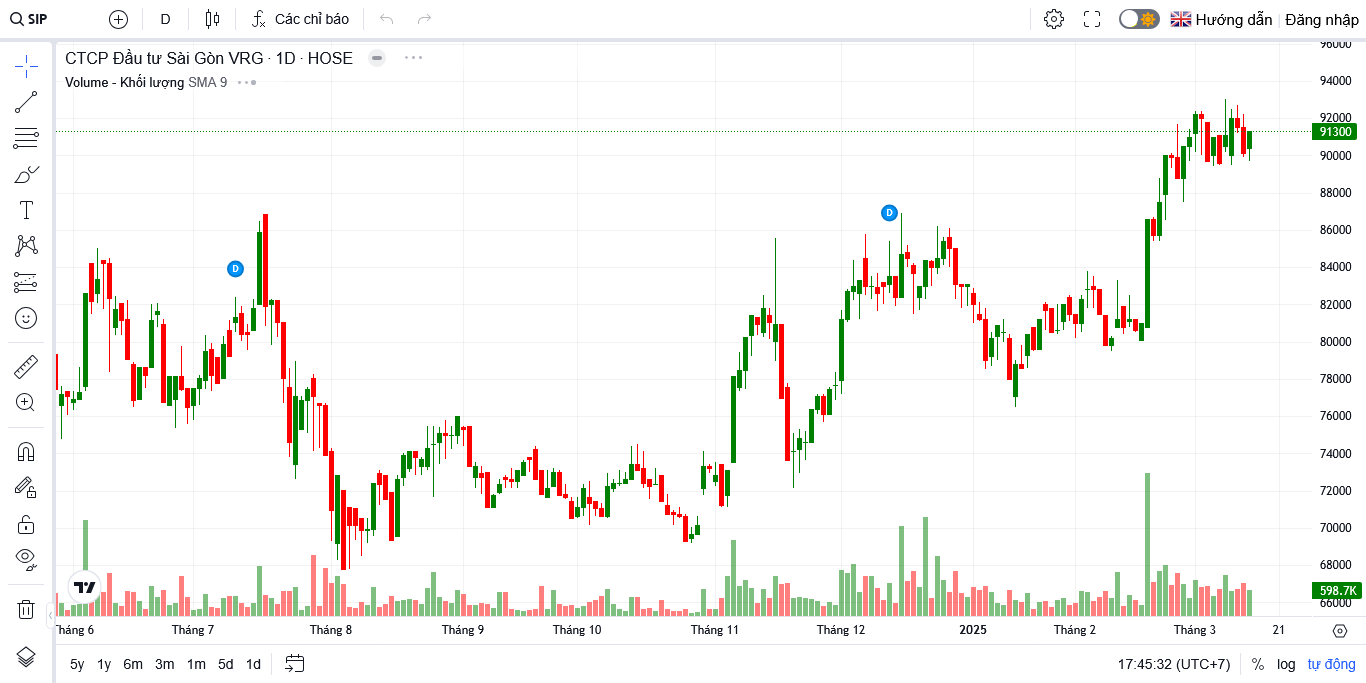 SIP D Các chỉ báo Hướng dẫn Đăng nhập
CTCP Đầu tư Sài Gòn VRG · 1D · HOSE
Volume - Khối lượng SMA 9
96000
94000
92000
91300
90000
88000
86000
84000
82000
80000
78000
76000
74000
72000
70000
68000
598.7K
66000
D
D
Tháng 6 Tháng 7 Tháng 8 Tháng 9 Tháng 10 Tháng 11 Tháng 12 2025 Tháng 2 Tháng 3 21
5y 1y 6m 3m 1m 5d 1d 17:45:32 (UTC+7) % log tự động